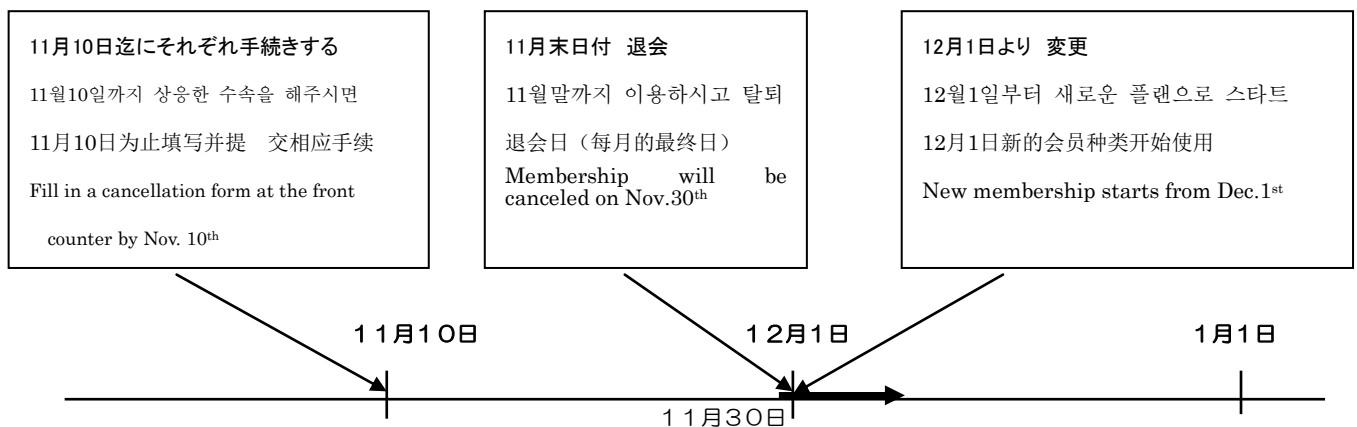 11月10日迄にそれぞれ手続きする
11월10일까지 상응한 수속을 해주시면
11月10日为止填写并提　交相应手续
Fill in a cancellation form at the front
counter by Nov. 10th
11月末日付 退会
11월말까지 이용하시고 탈퇴
退会日（每月的最终日）
Membership will be
canceled on Nov.30th
12月1日より 変更
12월1일부터 새로운 플랜으로 스타트
12月1日新的会员种类开始使用
New membership starts from Dec.1st
１１月１０日
１２月１日
１月１日
１１月３０日